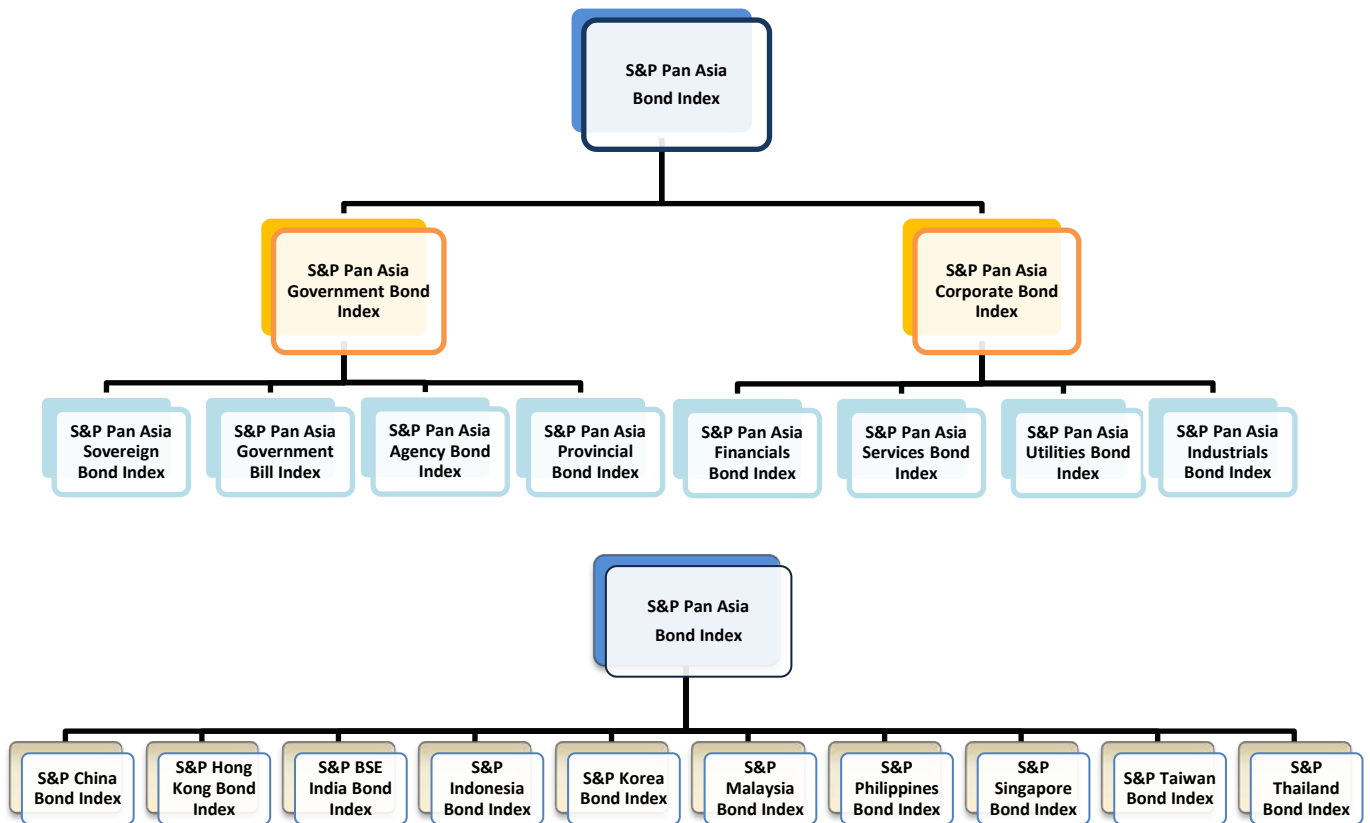 S&P Pan Asia
Bond Index
S&P Pan Asia
Government Bond
Index
S&P Pan Asia
Corporate Bond
Index
S&P Pan Asia
Sovereign
Bond Index
S&P Pan Asia
Government
Bill Index
S&P Pan Asia
Agency Bond
Index
S&P Pan Asia
Provincial
Bond Index
S&P Pan Asia
Financials
Bond Index
S&P Pan Asia
Services Bond
Index
S&P Pan Asia
Utilities Bond
Index
S&P Pan Asia
Industrials
Bond Index
S&P Pan Asia
Bond Index
S&P China
Bond Index
S&P Hong
Kong Bond
Index
S&P BSE
India Bond
Index
S&P
Indonesia
Bond Index
S&P Korea
Bond Index
S&P
Malaysia
Bond Index
S&P
Philippines
Bond Index
S&P
Singapore
Bond Index
S&P Taiwan
Bond Index
S&P
Thailand
Bond Index